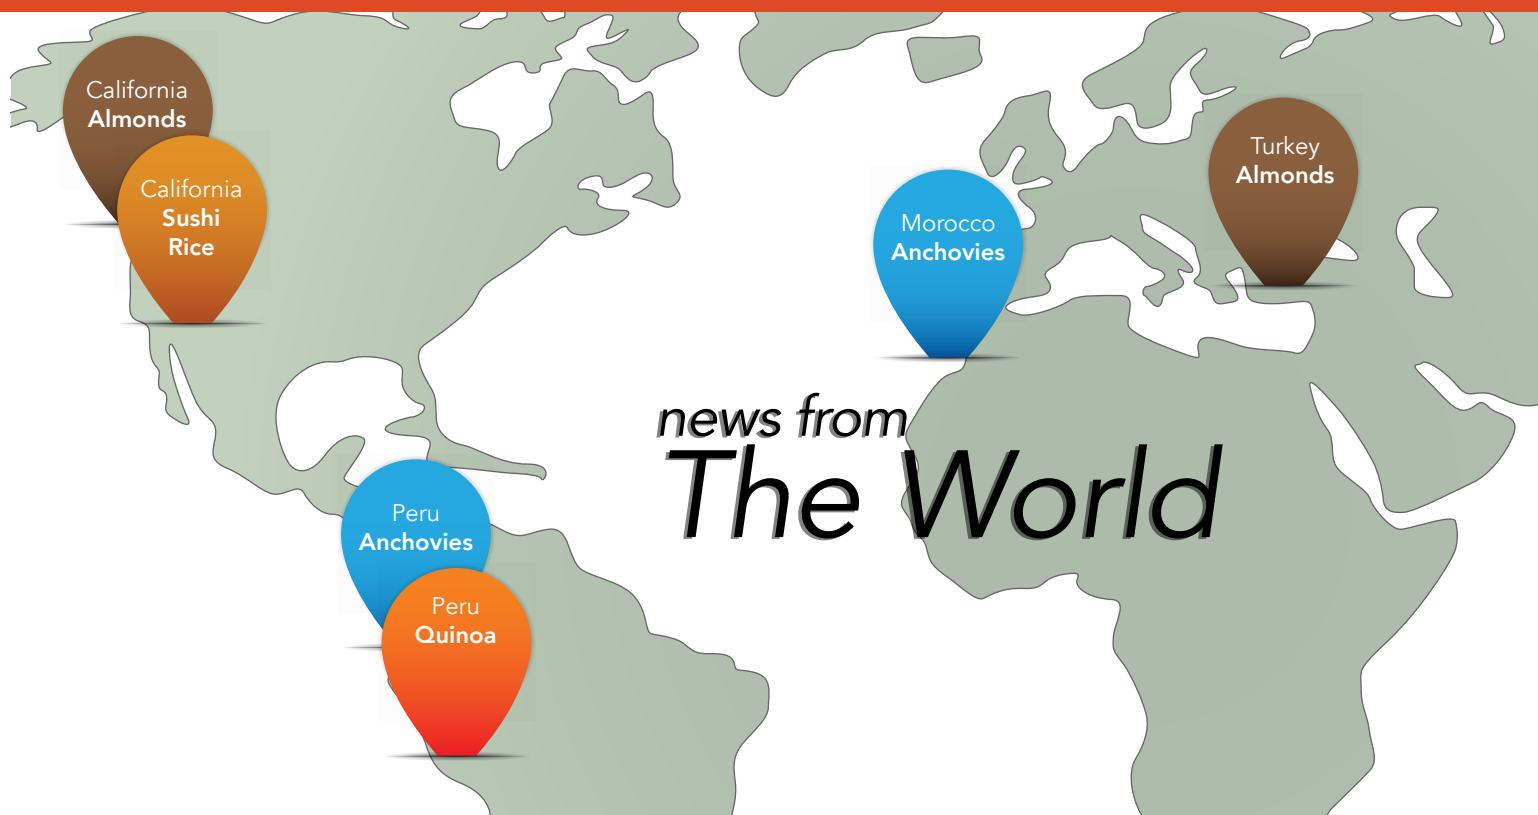 California
Almonds
California
Sushi
Rice
Turkey
Almonds
Morocco
Anchovies
news from
The World
Peru
Anchovies
Peru
Quinoa